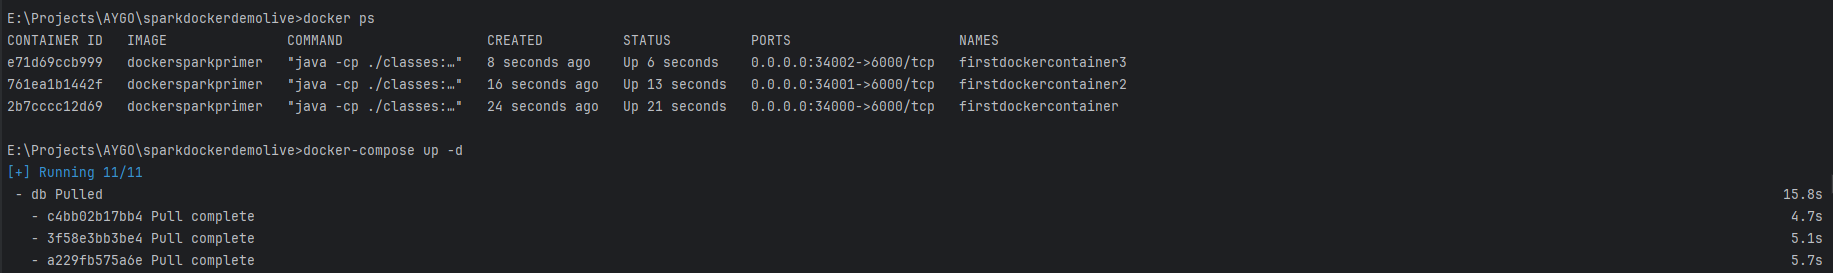 E:\Projects\AYGO\sparkdockerdemolive>docker ps
CONTAINER ID   IMAGE               COMMAND                  CREATED          STATUS          PORTS                     NAMES
e71d69ccb999   dockersparkprimer   "java -cp ./classes:…"   8 seconds ago    Up 6 seconds    0.0.0.0:34002->6000/tcp   firstdockercontainer3
761ea1b1442f   dockersparkprimer   "java -cp ./classes:…"   16 seconds ago   Up 13 seconds   0.0.0.0:34001->6000/tcp   firstdockercontainer2
2b7cccc12d69   dockersparkprimer   "java -cp ./classes:…"   24 seconds ago   Up 21 seconds   0.0.0.0:34000->6000/tcp   firstdockercontainer
E:\Projects\AYGO\sparkdockerdemolive>docker-compose up -d
[+] Running 11/11
- db Pulled 15.8s
- c4bb02b17bb4 Pull complete 4.7s
- 3f58e3bb3be4 Pull complete 5.1s
- a229fb575a6e Pull complete 5.7s